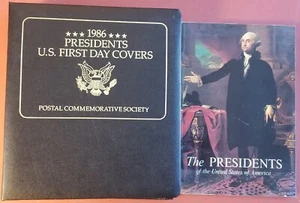 ★★★ 1986 ★★★
PRESIDENTS
U.S. FIRST DAY COVERS
POSTAL COMMEMORATIVE SOCIETY
The PRESIDENTS
of the United States of America